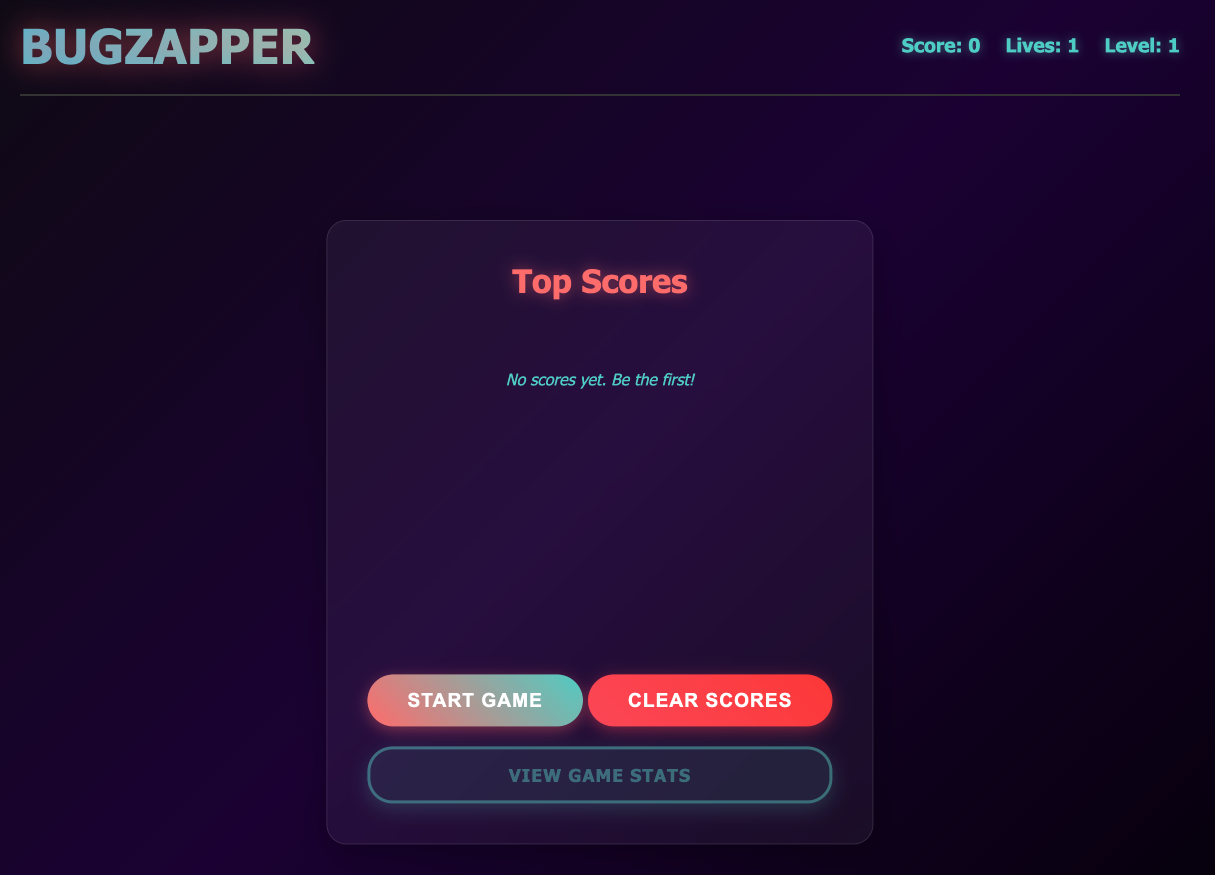 BUGZAPPER
Score: 0 Lives: 1 Level: 1
Top Scores
No scores yet. Be the first!
START GAME CLEAR SCORES
VIEW GAME STATS